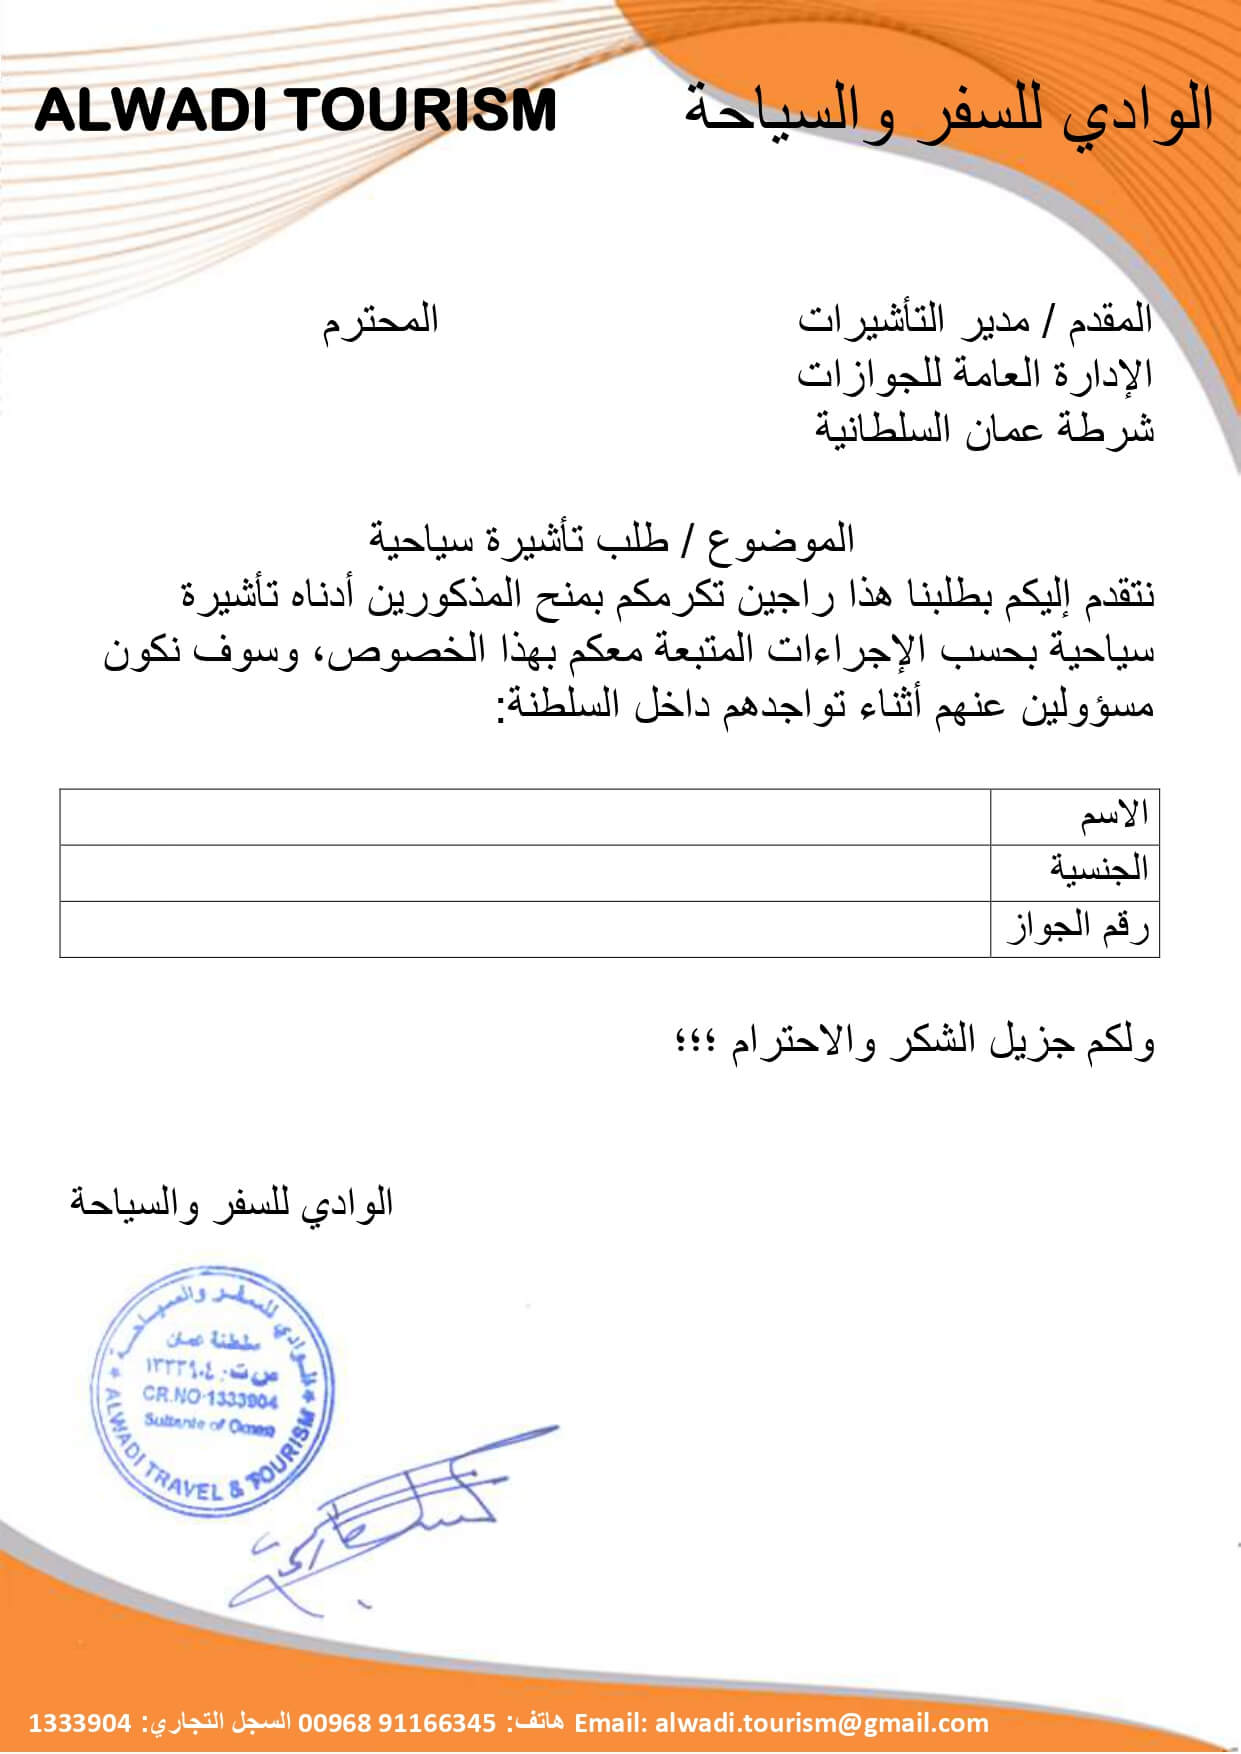 ALWADI TOURISM
الوادي للسفر والسياحة
المقدم / مدير التأشيرات المحترم
الإدارة العامة للجوازات
شرطة عمان السلطانية
الموضوع / طلب تأشيرة سياحية
نتقدم إليكم بطلبنا هذا راجين تكرمكم بمنح المذكورين أدناه تأشيرة
سياحية بحسب الإجراءات المتبعة معكم بهذا الخصوص، وسوف نكون
مسؤولين عنهم أثناء تواجدهم داخل السلطنة:
الاسم
الجنسية
رقم الجواز
ولكم جزيل الشكر والاحترام ؛؛؛
الوادي للسفر والسياحة
الوادي للسفر والسياحة
سلطنة عمان
س ت: ١٣٣٣٩٠٤
CR.NO:1333904
Sultante of Oman
ALWADI TRAVEL & TOURISM
السجل التجاري: 1333904 هاتف: 00968 91166345 Email: alwadi.tourism@gmail.com